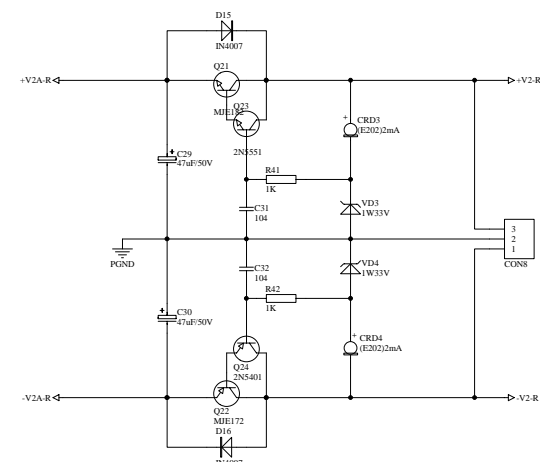 D15
IN4007
Q21
+V2A-R
+V2-R
MJE182
Q23
2N5551
CRD3
(E202)2mA
C29
47uF/50V
R41
1K
C31
104
VD3
1W33V
3
2
1
CON8
PGND
C32
104
VD4
1W33V
R42
1K
C30
47uF/50V
CRD4
(E202)2mA
Q24
2N5401
-V2A-R
-V2-R
Q22
MJE172
D16
IN4007